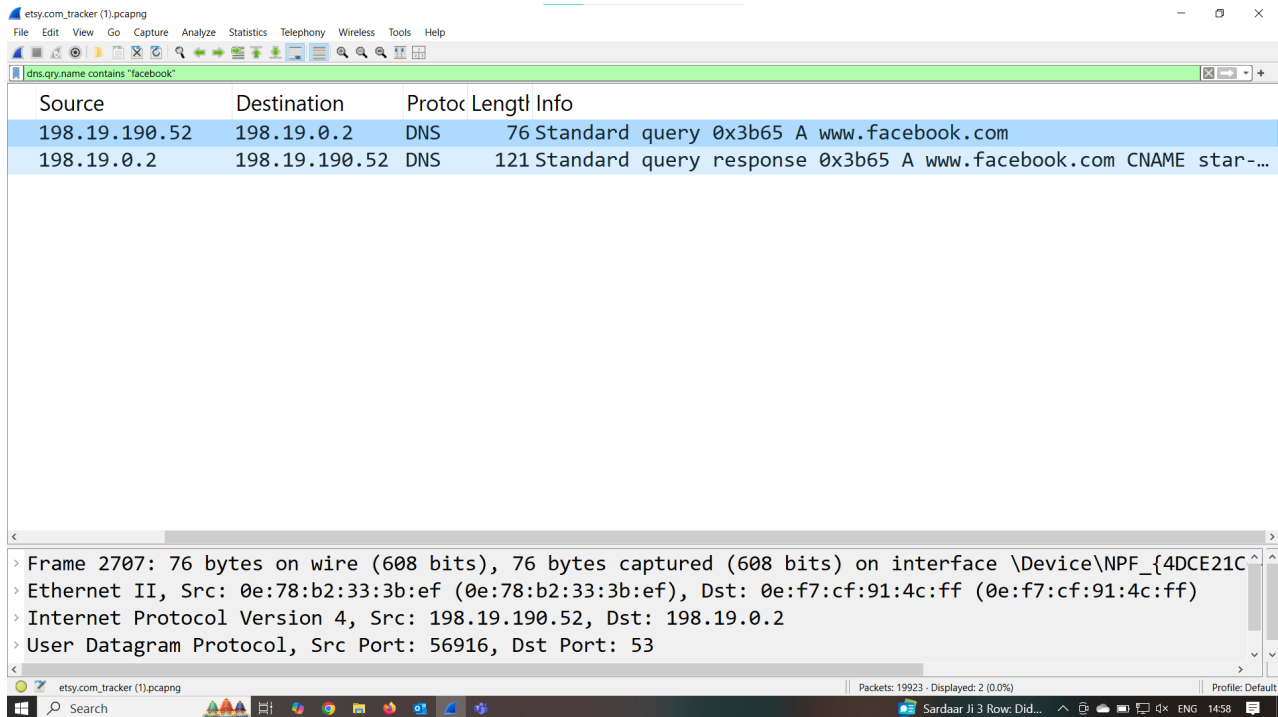 etsy.com_tracker (1).pcapng
File Edit View Go Capture Analyze Statistics Telephony Wireless Tools Help
dns.qry.name contains "facebook"
Source Destination Protoc Length Info
198.19.190.52 198.19.0.2 DNS 76 Standard query 0x3b65 A www.facebook.com
198.19.0.2 198.19.190.52 DNS 121 Standard query response 0x3b65 A www.facebook.com CNAME star-…
Frame 2707: 76 bytes on wire (608 bits), 76 bytes captured (608 bits) on interface \Device\NPF_{4DCE21C
Ethernet II, Src: 0e:78:b2:33:3b:ef (0e:78:b2:33:3b:ef), Dst: 0e:f7:cf:91:4c:ff (0e:f7:cf:91:4c:ff)
Internet Protocol Version 4, Src: 198.19.190.52, Dst: 198.19.0.2
User Datagram Protocol, Src Port: 56916, Dst Port: 53
etsy.com_tracker (1).pcapng Packets: 19923 · Displayed: 2 (0.0%) Profile: Default
Search Sardaar Ji 3 Row: Did... ENG 14:58